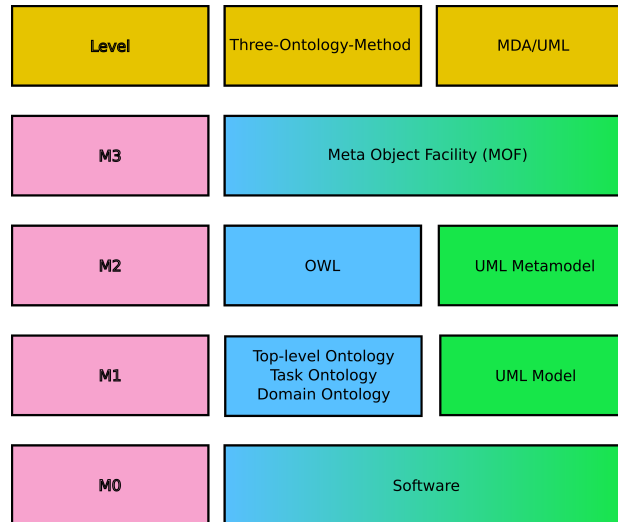 Level
Three-Ontology-Method
MDA/UML
M3
Meta Object Facility (MOF)
M2
OWL
UML Metamodel
M1
Top-level Ontology
Task Ontology
Domain Ontology
UML Model
M0
Software